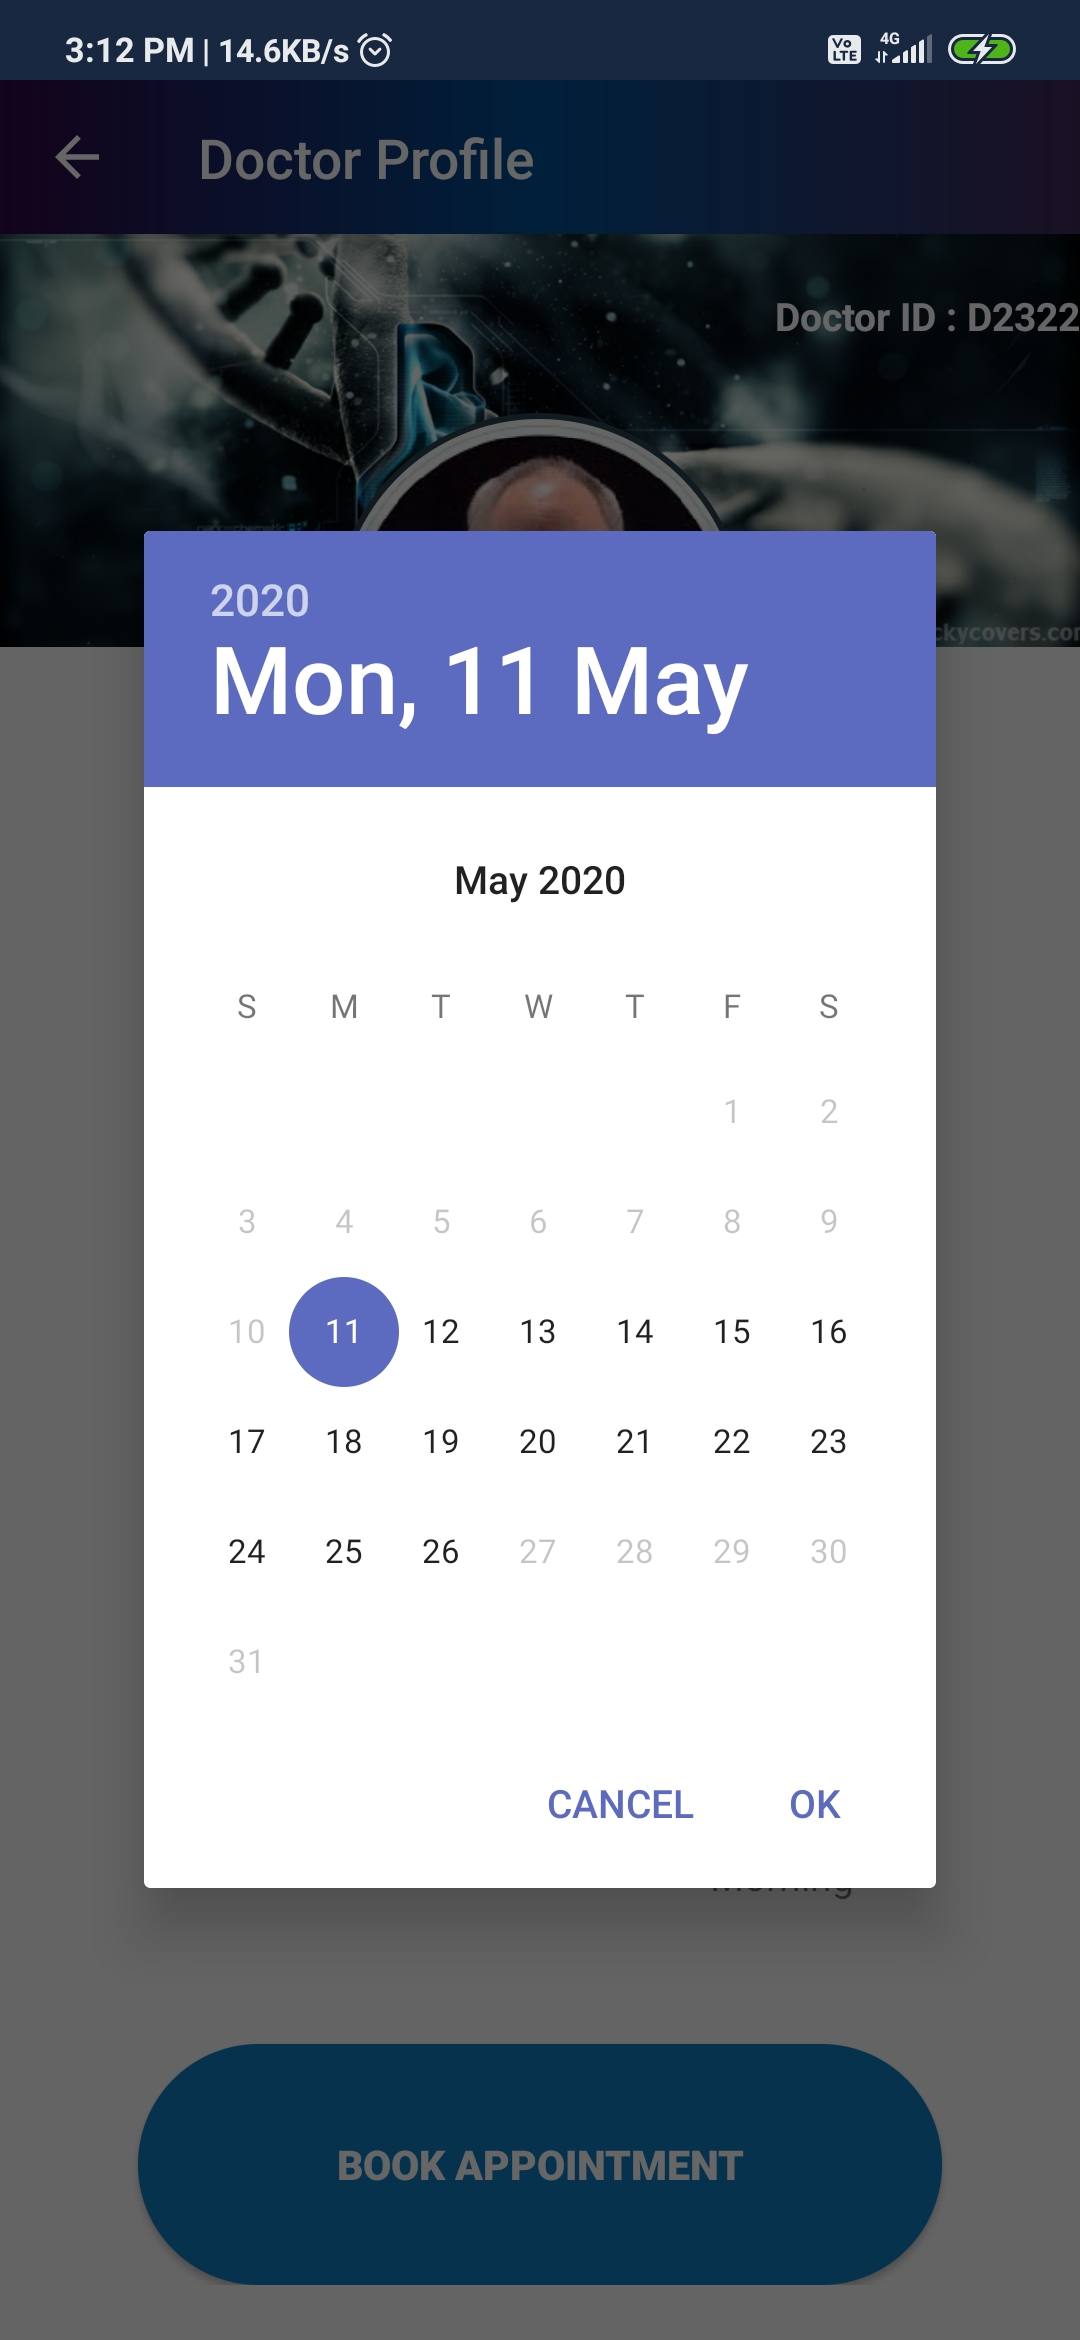 3:12 PM | 14.6KB/s
Vo LTE 4G
Doctor Profile
Doctor ID : D2322
ckycovers.com
2020
Mon, 11 May
May 2020
S M T W T F S
1 2
3 4 5 6 7 8 9
10 11 12 13 14 15 16
17 18 19 20 21 22 23
24 25 26 27 28 29 30
31
CANCEL OK
Morning
BOOK APPOINTMENT